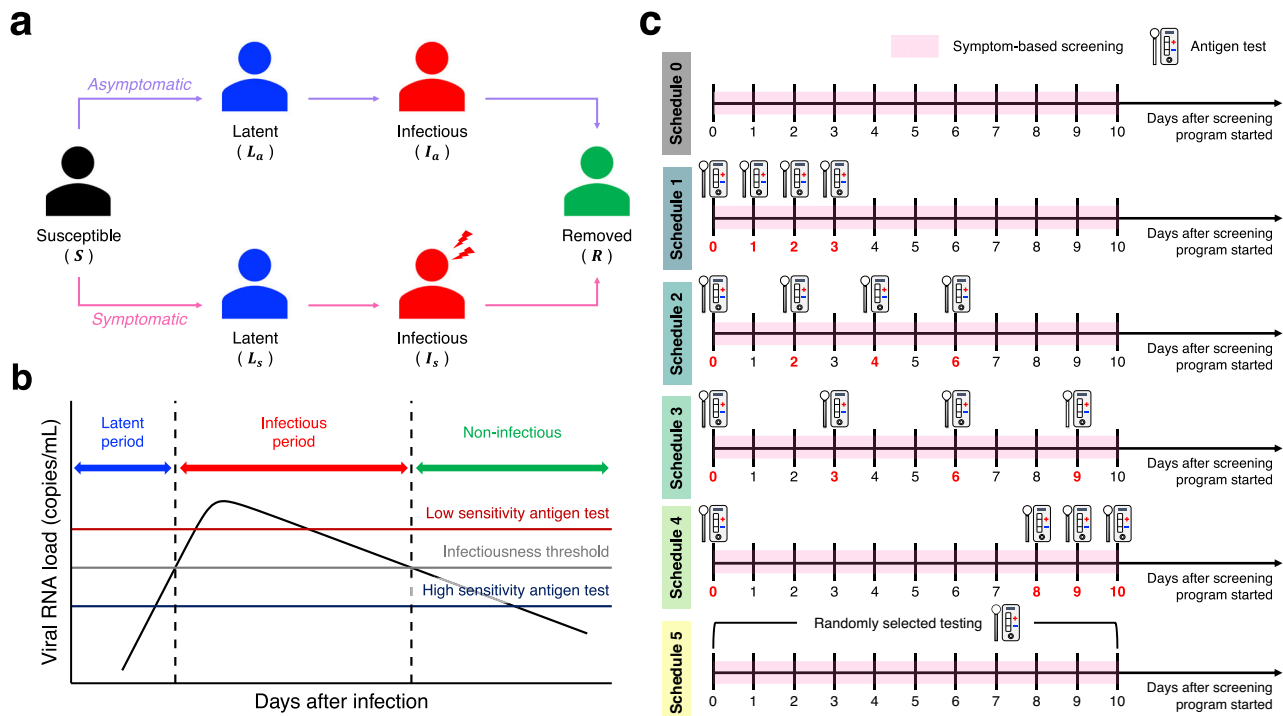 a
Asymptomatic
Latent
( L_a )
Infectious
( I_a )
Susceptible
( S )
Removed
( R )
Symptomatic
Latent
( L_s )
Infectious
( I_s )
b
Viral RNA load (copies/mL)
Latent
period
Infectious
period
Non-infectious
Low sensitivity antigen test
Infectiousness threshold
High sensitivity antigen test
Days after infection
c
Symptom-based screening
Antigen test
Schedule 0
0 1 2 3 4 5 6 7 8 9 10
Days after screening
program started
Schedule 1
0 1 2 3 4 5 6 7 8 9 10
Days after screening
program started
Schedule 2
0 2 3 4 5 6 7 8 9 10
Days after screening
program started
Schedule 3
0 1 2 3 4 5 6 7 8 9 10
Days after screening
program started
Schedule 4
0 1 2 3 4 5 6 7 8 9 10
Days after screening
program started
Schedule 5
Randomly selected testing
0 1 2 3 4 5 6 7 8 9 10
Days after screening
program started